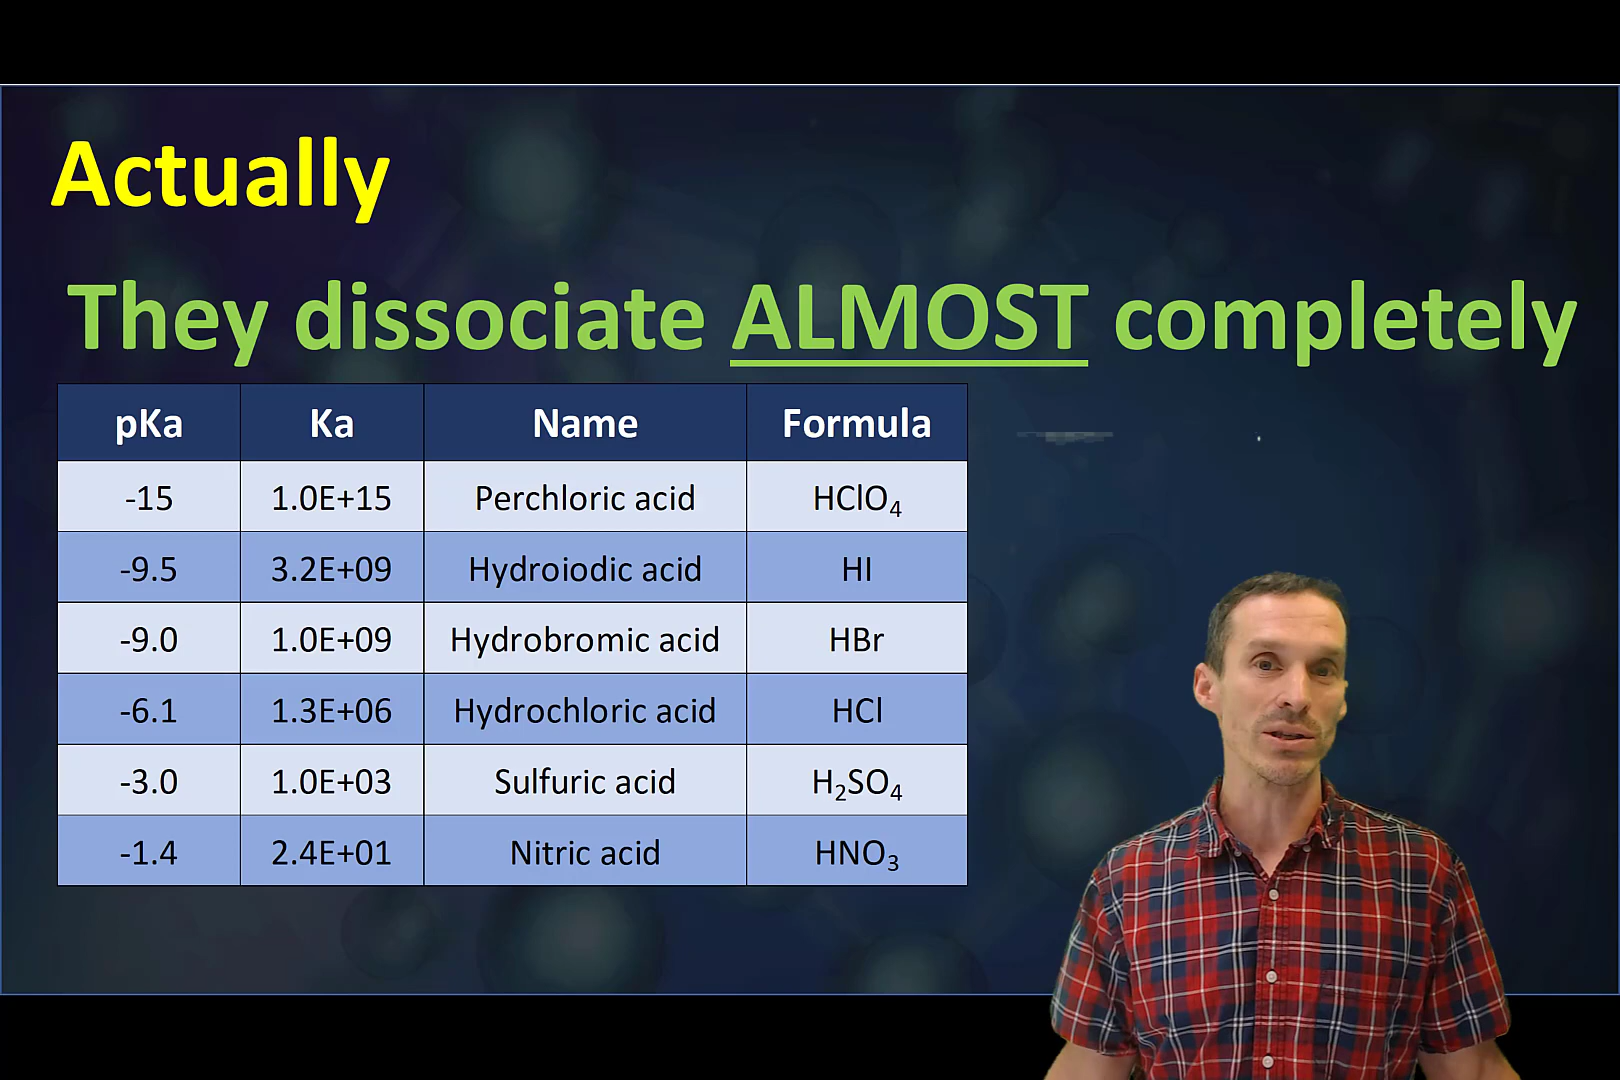 Actually
They dissociate ALMOST completely
pKa Ka Name Formula
-15 1.0E+15 Perchloric acid HClO₄
-9.5 3.2E+09 Hydroiodic acid HI
-9.0 1.0E+09 Hydrobromic acid HBr
-6.1 1.3E+06 Hydrochloric acid HCl
-3.0 1.0E+03 Sulfuric acid H₂SO₄
-1.4 2.4E+01 Nitric acid HNO₃